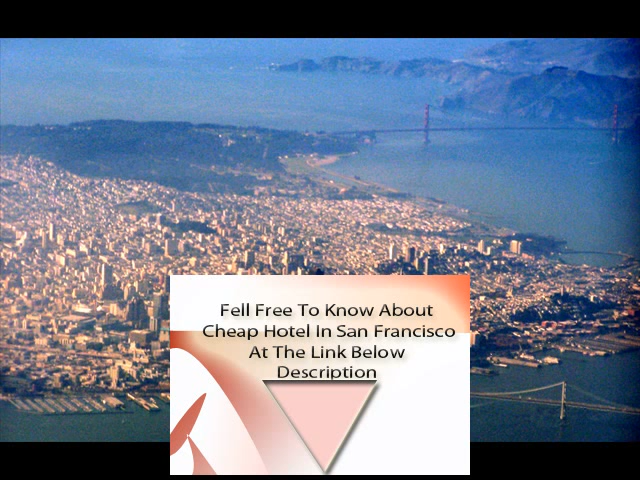 Fell Free To Know About
Cheap Hotel In San Francisco
At The Link Below
Description